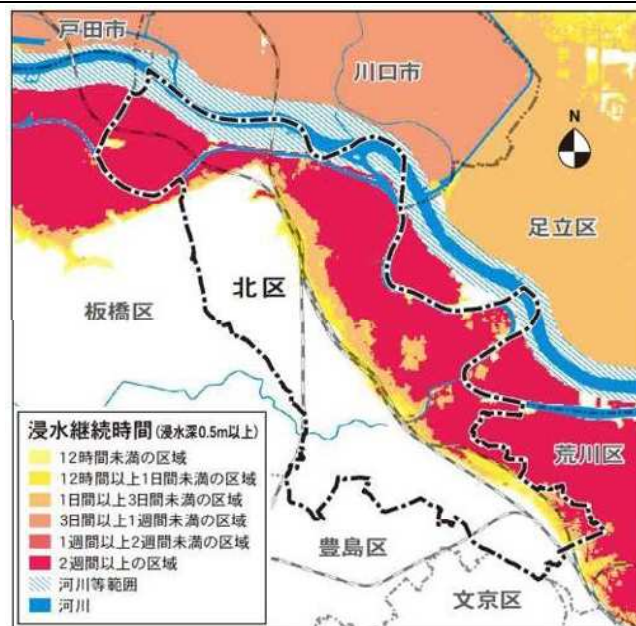 戸田市
川口市
N
足立区
北区
板橋区
荒川区
豊島区
文京区
浸水継続時間(浸水深0.5m以上)
12時間未満の区域
12時間以上1日間未満の区域
1日間以上3日間未満の区域
3日間以上1週間未満の区域
1週間以上2週間未満の区域
2週間以上の区域
河川等範囲
河川